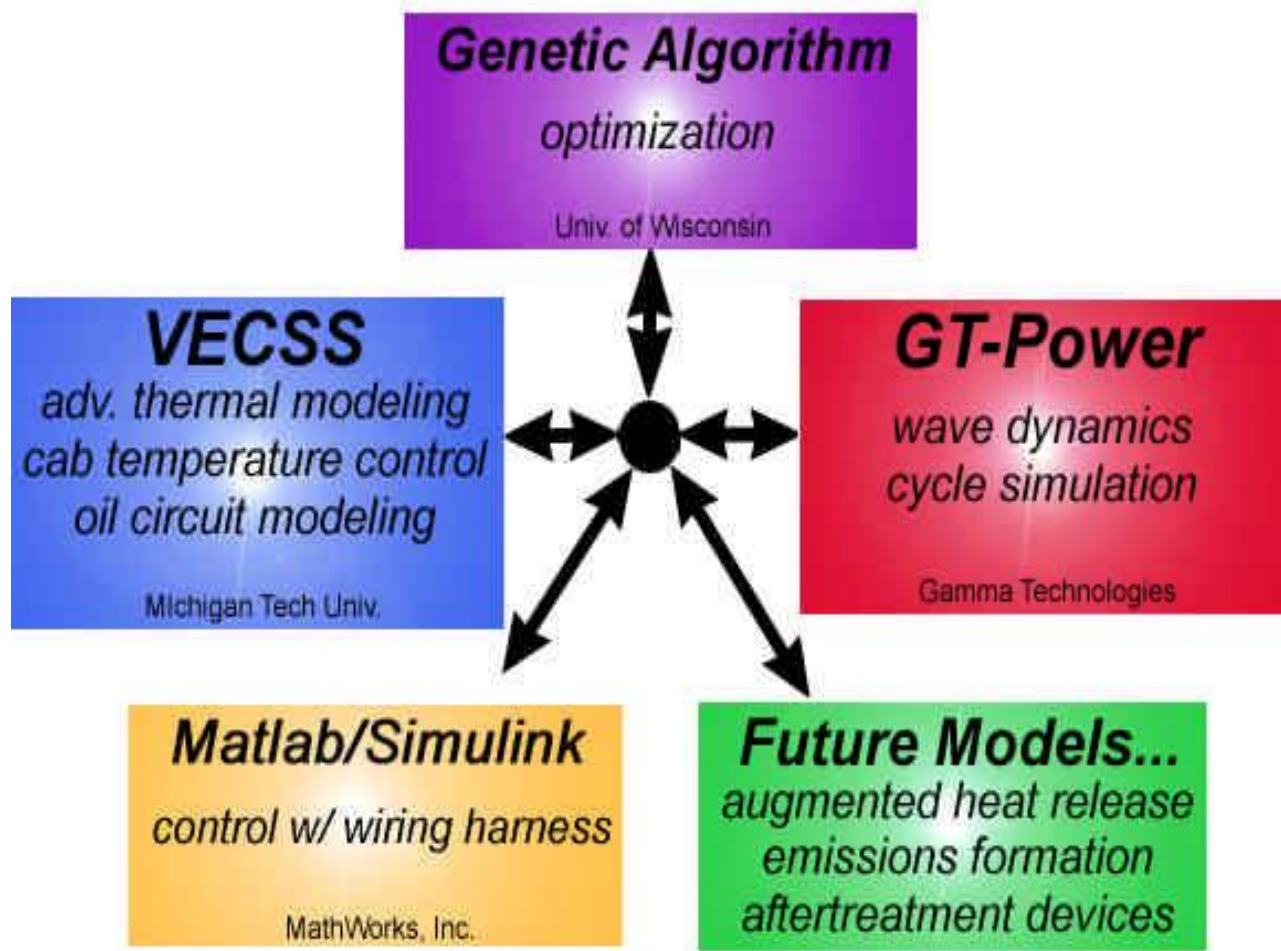 Genetic Algorithm
optimization
Univ. of Wisconsin
VECSS
adv. thermal modeling
cab temperature control
oil circuit modeling
MIchigan Tech Univ.
GT-Power
wave dynamics
cycle simulation
Gamma Technologies
Matlab/Simulink
control w/ wiring harness
MathWorks, Inc.
Future Models...
augmented heat release
emissions formation
aftertreatment devices